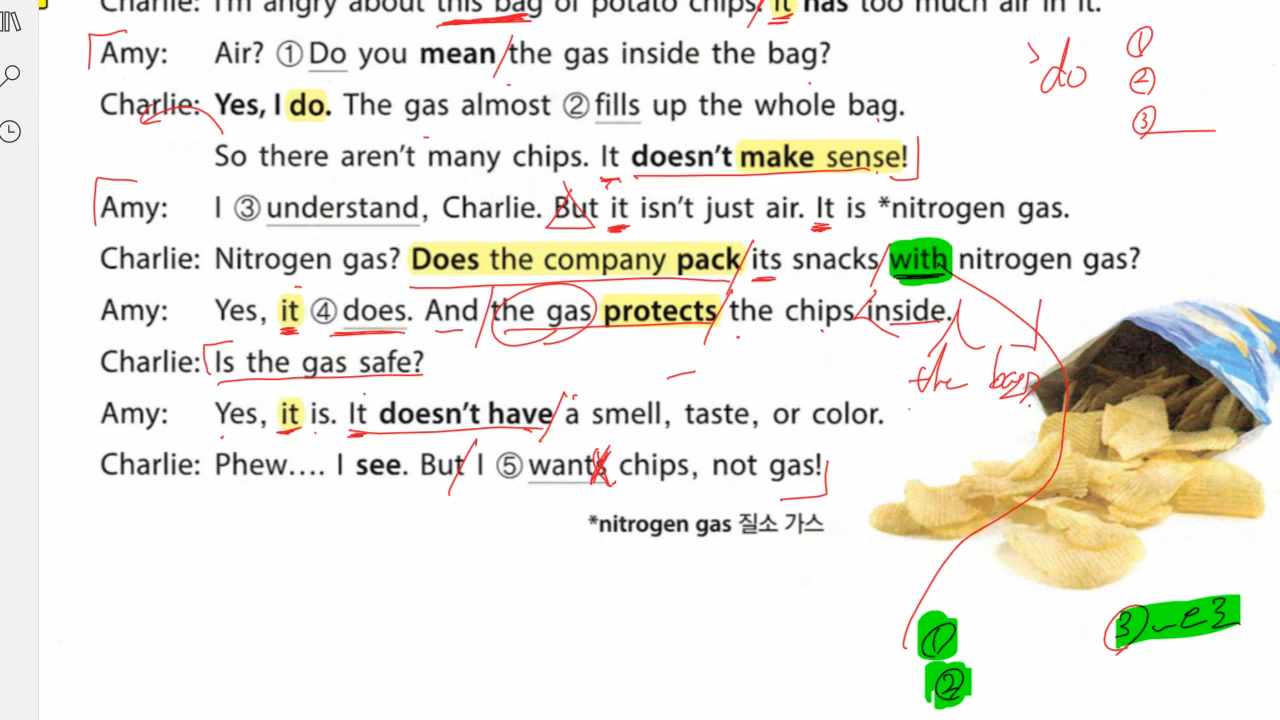 Charlie: I'm angry about this bag of potato chips. It has too much air in it.
Amy: Air? ① Do you mean the gas inside the bag?
Charlie: Yes, I do. The gas almost ② fills up the whole bag.
So there aren't many chips. It doesn't make sense!
Amy: I ③ understand, Charlie. But it isn't just air. It is *nitrogen gas.
Charlie: Nitrogen gas? Does the company pack its snacks with nitrogen gas?
Amy: Yes, it ④ does. And the gas protects the chips inside.
Charlie: Is the gas safe?
Amy: Yes, it is. It doesn't have a smell, taste, or color.
Charlie: Phew…. I see. But I ⑤ wants chips, not gas!
*nitrogen gas 질소 가스
do
①
②
③
the bag
①
②
③